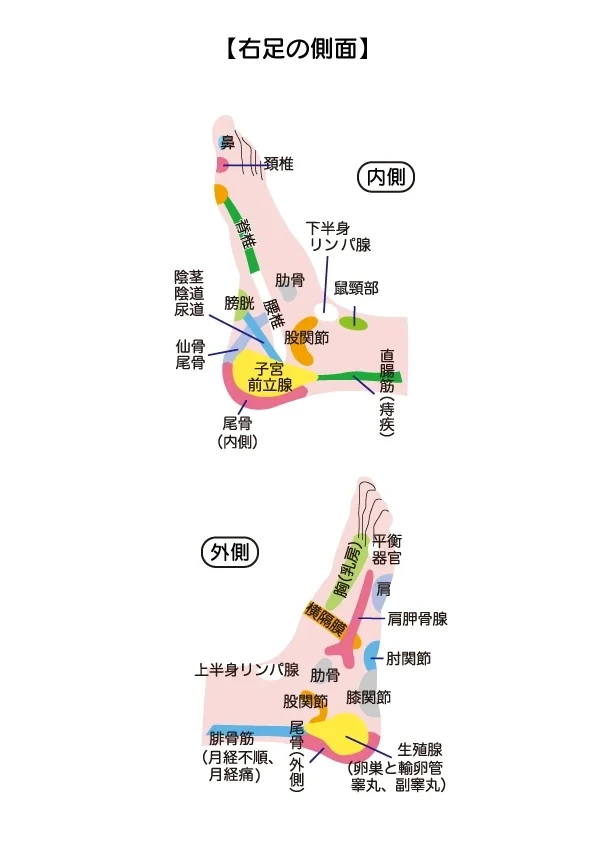 【右足の側面】
鼻
頚椎
内側
脊椎
下半身
リンパ腺
陰茎
陰道
尿道
膀胱
肋骨
鼠頸部
腰椎
股関節
仙骨
尾骨
子宮
前立腺
直腸筋(痔疾)
尾骨
(内側)
外側
平衡
器官
胸(乳房)
肩
横隔膜
肩胛骨腺
肘関節
上半身リンパ腺
肋骨
膝関節
股関節
尾骨(外側)
腓骨筋
(月経不順、
月経痛)
生殖腺
(卵巣と輸卵管
睾丸、副睾丸)